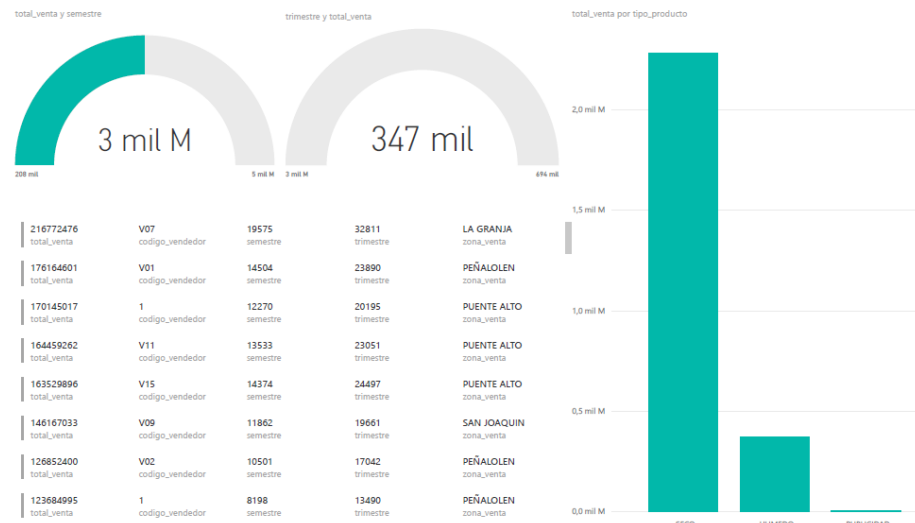 total_venta y semestre
3 mil M
208 mil
5 mil M
trimestre y total_venta
347 mil
3 mil M
694 mil
216772476 V07 19575 32811 LA GRANJA
total_venta codigo_vendedor semestre trimestre zona_venta
176164601 V01 14504 23890 PEÑALOLEN
total_venta codigo_vendedor semestre trimestre zona_venta
170145017 1 12270 20195 PUENTE ALTO
total_venta codigo_vendedor semestre trimestre zona_venta
164459262 V11 13533 23051 PUENTE ALTO
total_venta codigo_vendedor semestre trimestre zona_venta
163529896 V15 14374 24497 PUENTE ALTO
total_venta codigo_vendedor semestre trimestre zona_venta
146167033 V09 11862 19661 SAN JOAQUIN
total_venta codigo_vendedor semestre trimestre zona_venta
126852400 V02 10501 17042 PEÑALOLEN
total_venta codigo_vendedor semestre trimestre zona_venta
123684995 1 8198 13490 PEÑALOLEN
total_venta codigo_vendedor semestre trimestre zona_venta
total_venta por tipo_producto
2,0 mil M
1,5 mil M
1,0 mil M
0,5 mil M
0,0 mil M